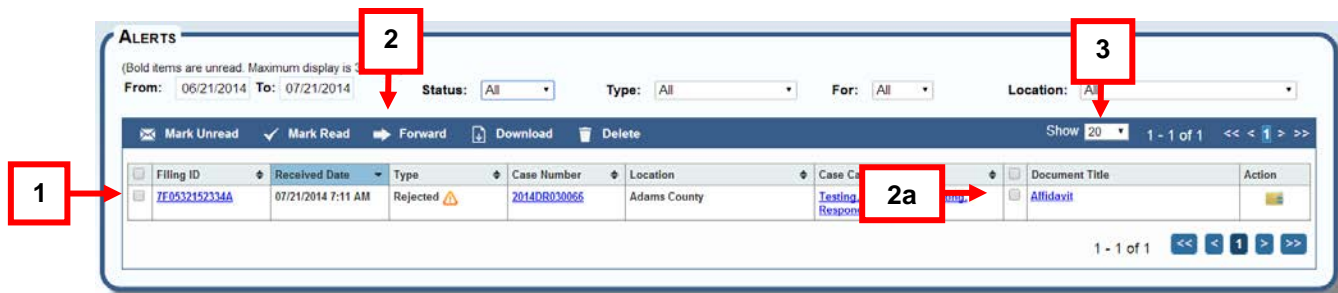 ALERTS
2
3
(Bold items are unread. Maximum display is
From: 06/21/2014 To: 07/21/2014 Status: All Type: All For: All Location: All
Mark Unread Mark Read Forward Download Delete Show 20 1 - 1 of 1 << < 1 > >>
1
2a
Filing ID Received Date Type Case Number Location Case Document Title Action
7F0532152334A 07/21/2014 7:11 AM Rejected 2014DR030066 Adams County Testing, Affidavit
1 - 1 of 1 << < 1 > >>